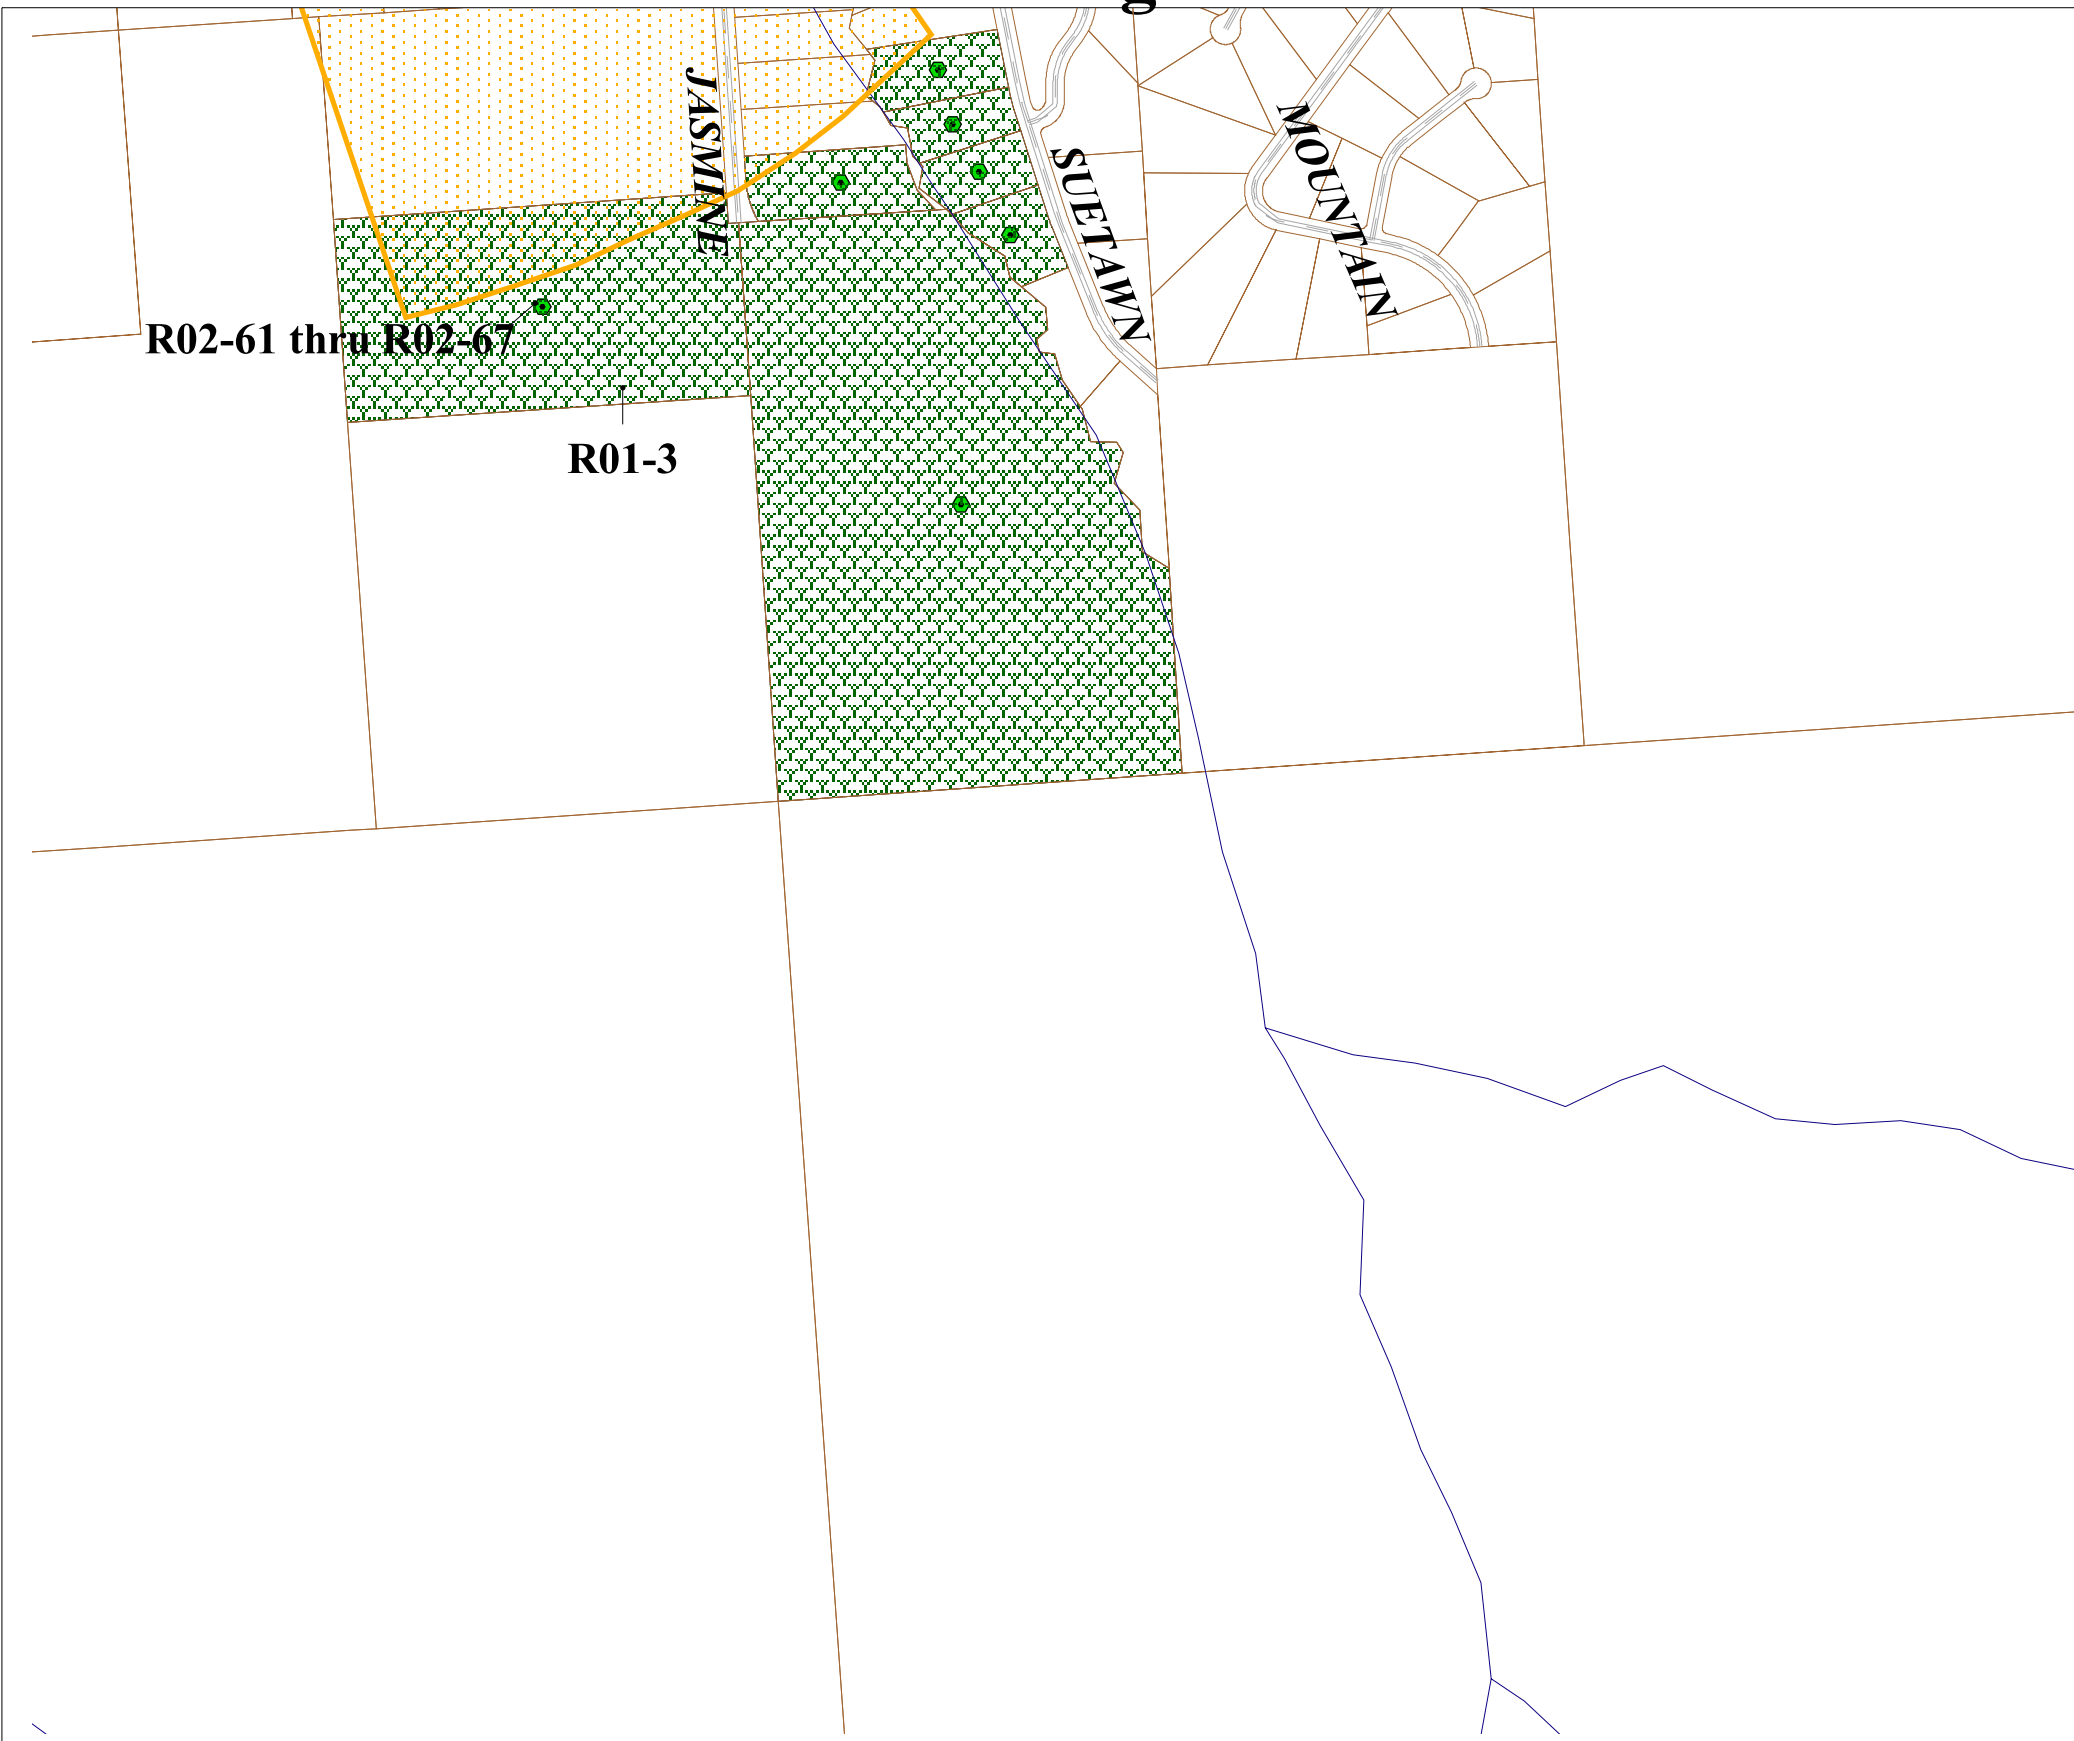 JASMINE
SUETAWN
MOUNTAIN
R02-61 thru R02-67
R01-3